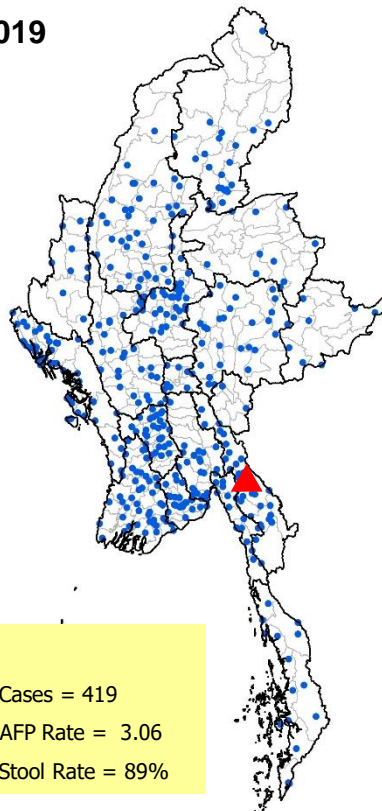 019
Cases = 419
AFP Rate = 3.06
Stool Rate = 89%